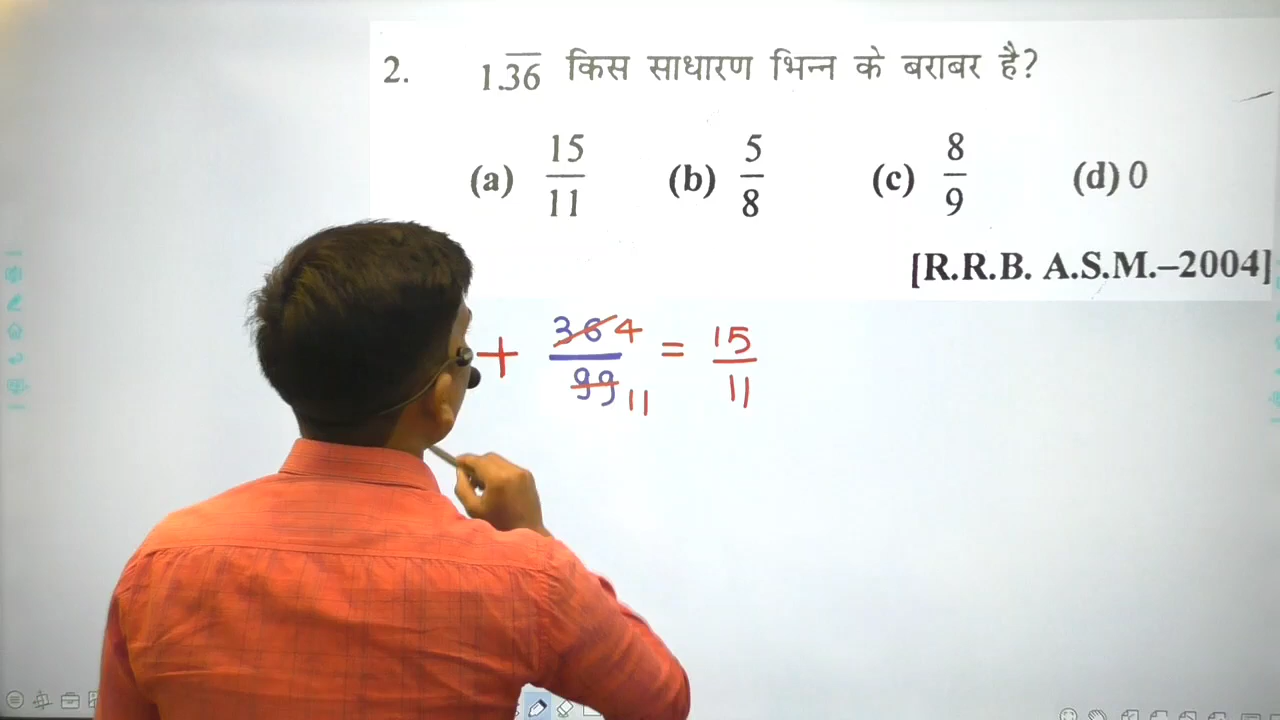 2. 1.3̅6̅ किस साधारण भिन्न के बराबर है?
(a) 15/11 (b) 5/8 (c) 8/9 (d) 0
[R.R.B. A.S.M.–2004]
+ 36/99 4/11 = 15/11